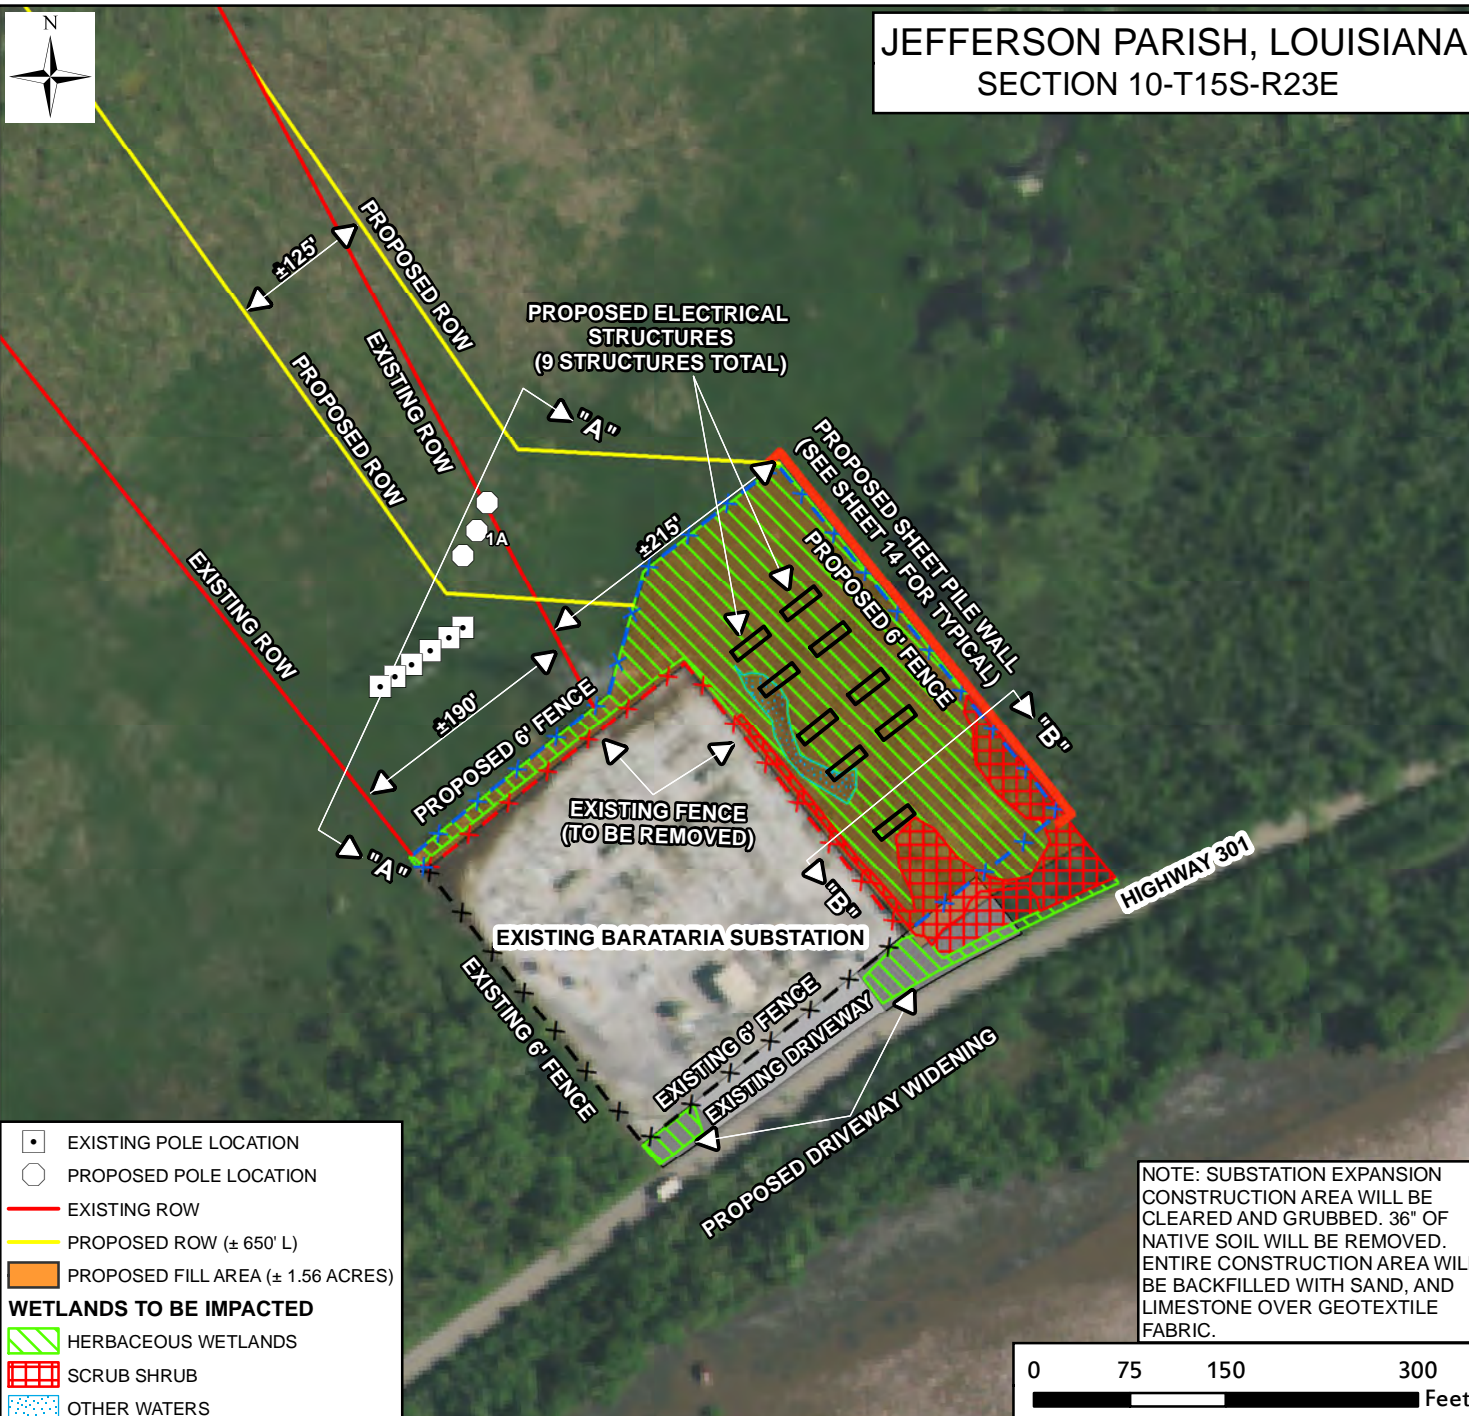 N
JEFFERSON PARISH, LOUISIANA
SECTION 10-T15S-R23E
±125'
PROPOSED ROW
EXISTING ROW
PROPOSED ROW
EXISTING ROW
PROPOSED ELECTRICAL
STRUCTURES
(9 STRUCTURES TOTAL)
"A"
1A
±215'
PROPOSED SHEET PILE WALL
(SEE SHEET 14 FOR TYPICAL)
PROPOSED 6' FENCE
±190'
PROPOSED 6' FENCE
"B"
EXISTING FENCE
(TO BE REMOVED)
"A"
"B"
HIGHWAY 301
EXISTING BARATARIA SUBSTATION
EXISTING 6' FENCE
EXISTING 6' FENCE
EXISTING DRIVEWAY
PROPOSED DRIVEWAY WIDENING
EXISTING POLE LOCATION
PROPOSED POLE LOCATION
EXISTING ROW
PROPOSED ROW (± 650' L)
PROPOSED FILL AREA (± 1.56 ACRES)
WETLANDS TO BE IMPACTED
HERBACEOUS WETLANDS
SCRUB SHRUB
OTHER WATERS
NOTE: SUBSTATION EXPANSION
CONSTRUCTION AREA WILL BE
CLEARED AND GRUBBED. 36" OF
NATIVE SOIL WILL BE REMOVED.
ENTIRE CONSTRUCTION AREA WILL
BE BACKFILLED WITH SAND, AND
LIMESTONE OVER GEOTEXTILE
FABRIC.
0 75 150 300
Feet